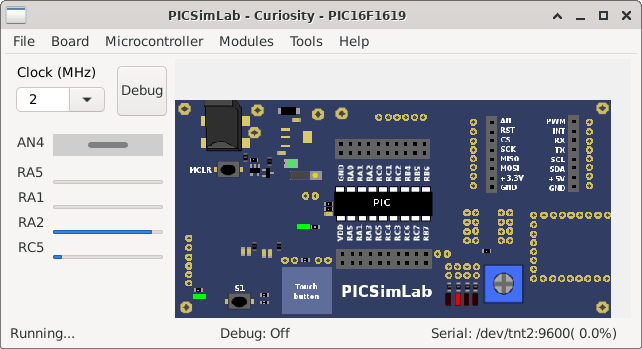 PICSimLab - Curiosity - PIC16F1619
File Board Microcontroller Modules Tools Help
Clock (MHz)
2
Debug
AN4
RA5
RA1
RA2
RC5
MCLR
S1
Touch
button
PICSimLab
PIC
GND RA0 RA1 RA2 RC0 RC1 RC2 RB4 RB5 RB6
VDD RA5 RA4 RA3 RC5 RC4 RC3 RC6 RC7 RB7
AN
RST
CS
SCK
MISO
MOSI
+3.3V
GND
PWM
INT
RX
TX
SCL
SDA
+5V
GND
Running...
Debug: Off
Serial: /dev/tnt2:9600( 0.0%)